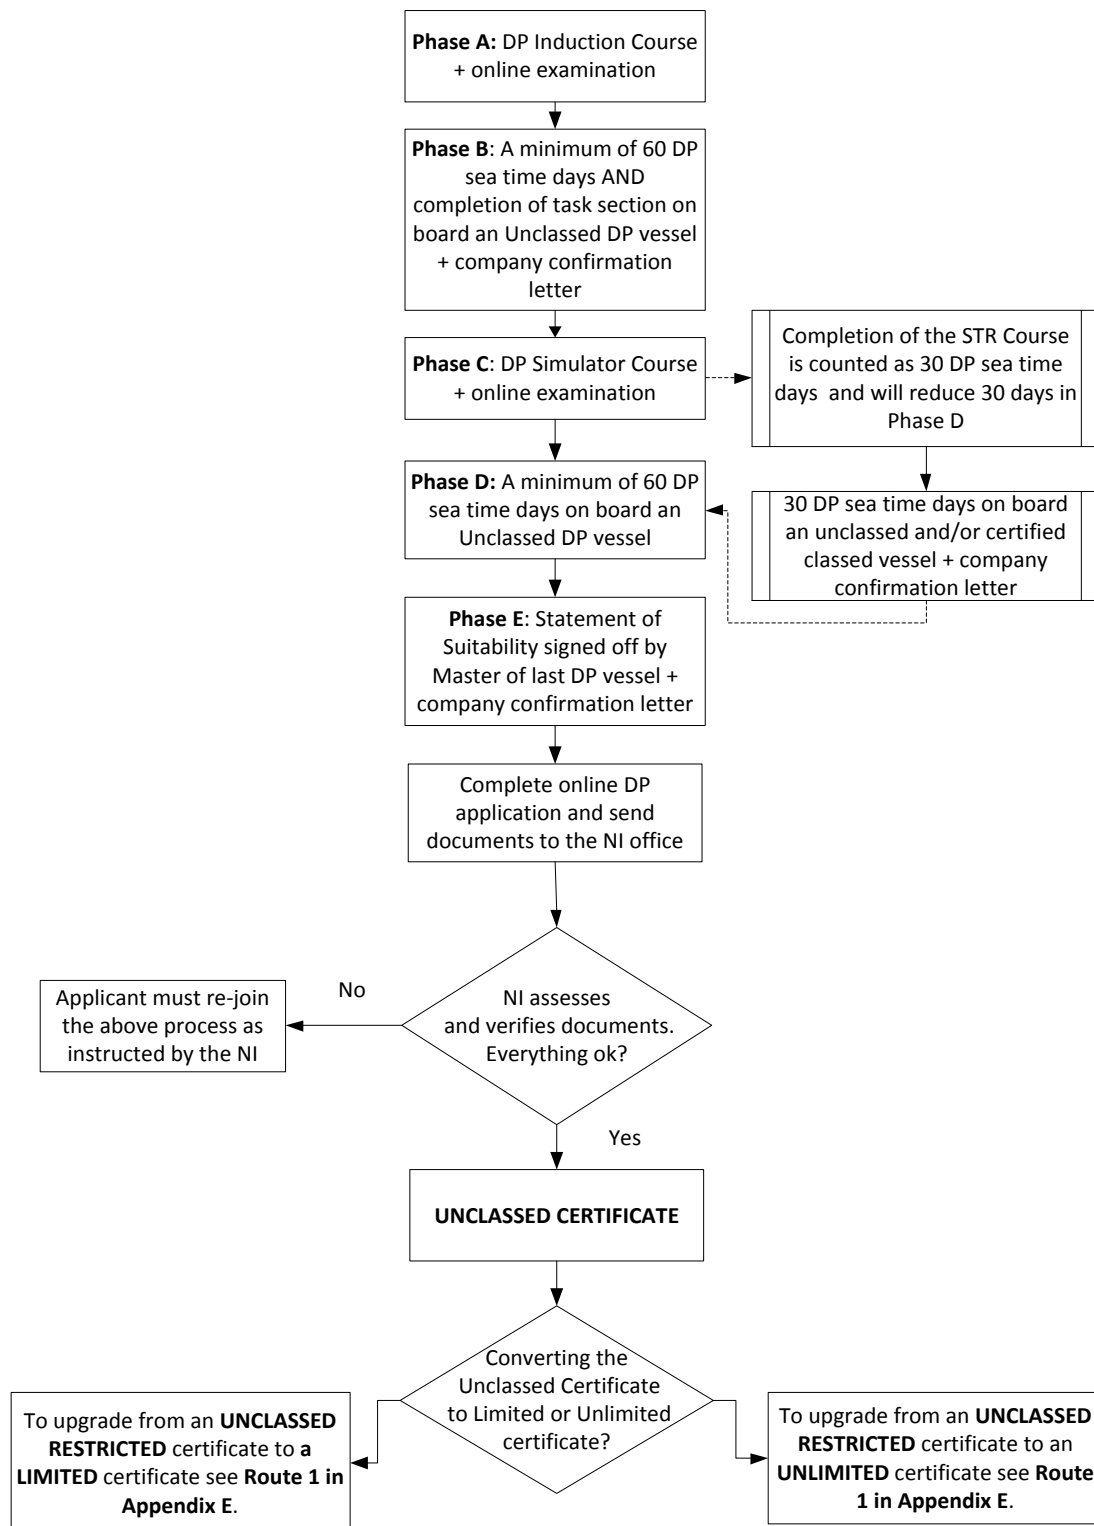 Phase A: DP Induction Course
+ online examination
Phase B: A minimum of 60 DP
sea time days AND
completion of task section on
board an Unclassed DP vessel
+ company confirmation
letter
Phase C: DP Simulator Course
+ online examination
Completion of the STR Course
is counted as 30 DP sea time
days and will reduce 30 days in
Phase D
Phase D: A minimum of 60 DP
sea time days on board an
Unclassed DP vessel
30 DP sea time days on board
an unclassed and/or certified
classed vessel + company
confirmation letter
Phase E: Statement of
Suitability signed off by
Master of last DP vessel +
company confirmation letter
Complete online DP
application and send
documents to the NI office
NI assesses
and verifies documents.
Everything ok?
No
Applicant must re-join
the above process as
instructed by the NI
Yes
UNCLASSED CERTIFICATE
Converting the
Unclassed Certificate
to Limited or Unlimited
certificate?
To upgrade from an UNCLASSED
RESTRICTED certificate to a
LIMITED certificate see Route 1 in
Appendix E.
To upgrade from an UNCLASSED
RESTRICTED certificate to an
UNLIMITED certificate see Route
1 in Appendix E.